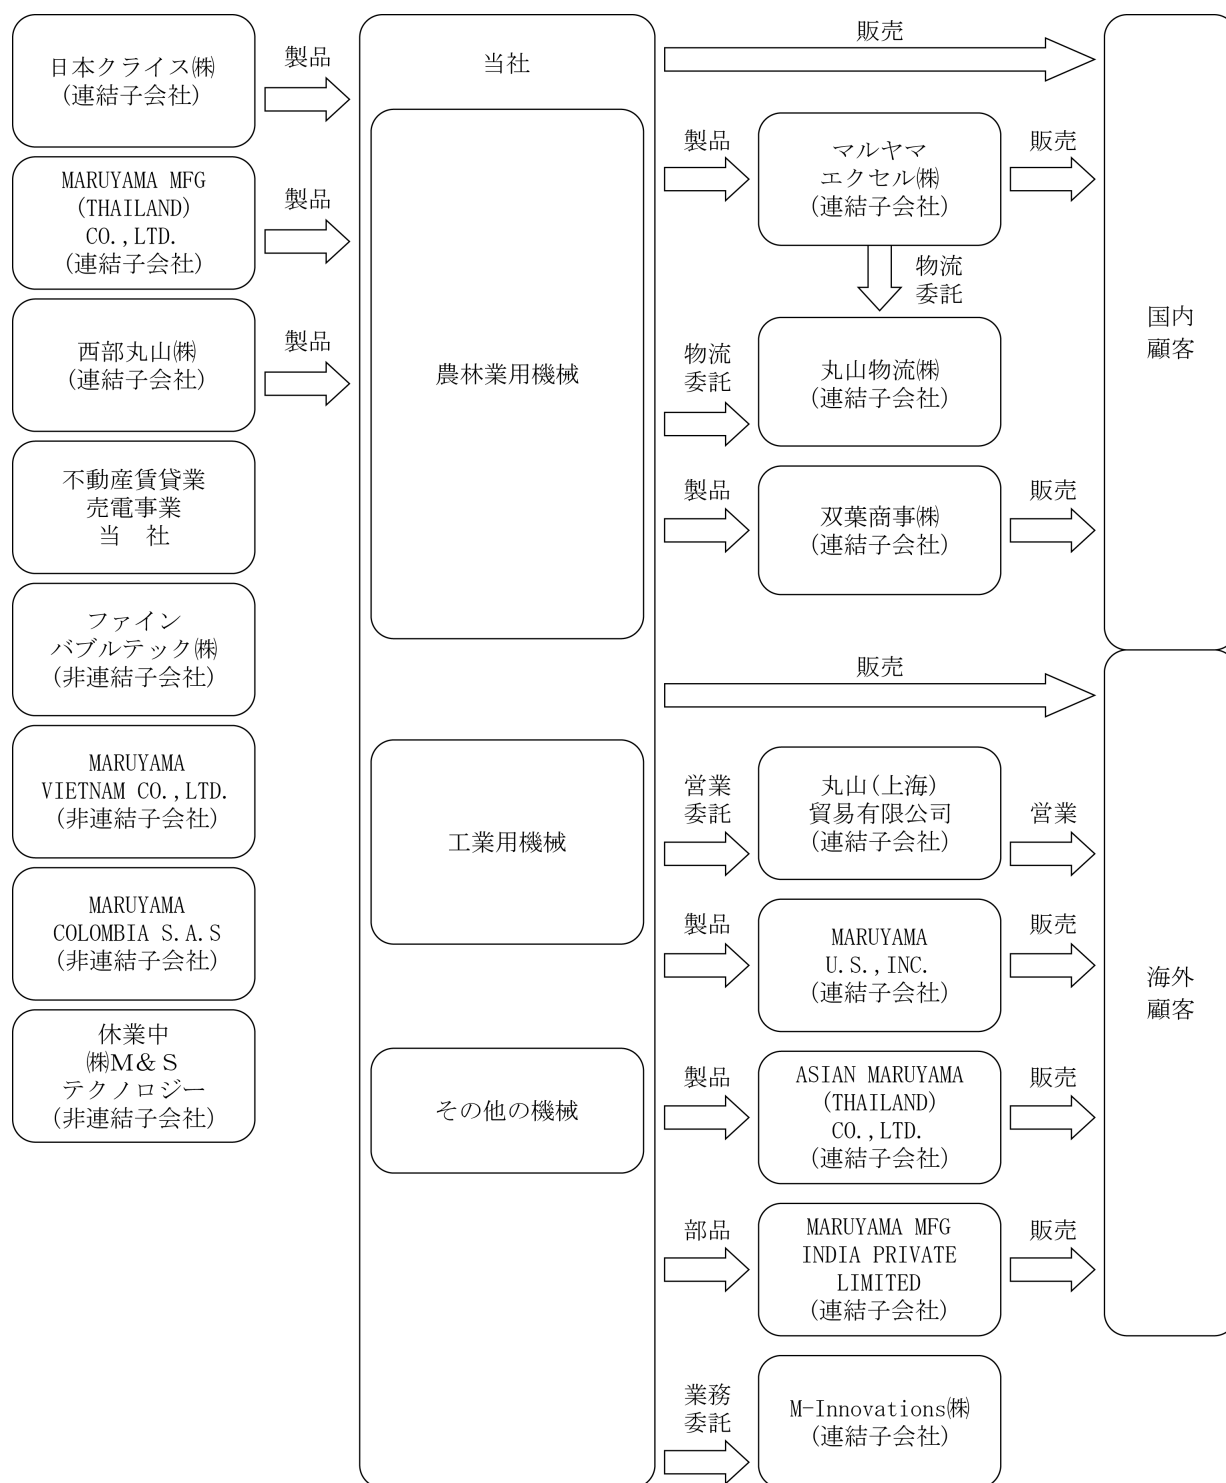 日本クライス㈱
(連結子会社)
製品
MARUYAMA MFG
(THAILAND)
CO.,LTD.
(連結子会社)
製品
西部丸山㈱
(連結子会社)
製品
不動産賃貸業
売電事業
当　社
ファイン
バブルテック㈱
(非連結子会社)
MARUYAMA
VIETNAM CO.,LTD.
(非連結子会社)
MARUYAMA
COLOMBIA S.A.S
(非連結子会社)
休業中
㈱Ｍ＆Ｓ
テクノロジー
(非連結子会社)
当社
農林業用機械
工業用機械
その他の機械
販売
製品
マルヤマ
エクセル㈱
(連結子会社)
販売
物流
委託
物流
委託
丸山物流㈱
(連結子会社)
製品
双葉商事㈱
(連結子会社)
販売
国内
顧客
販売
営業
委託
丸山(上海)
貿易有限公司
(連結子会社)
営業
製品
MARUYAMA
U.S.,INC.
(連結子会社)
販売
製品
ASIAN MARUYAMA
(THAILAND)
CO.,LTD.
(連結子会社)
販売
部品
MARUYAMA MFG
INDIA PRIVATE
LIMITED
(連結子会社)
販売
海外
顧客
業務
委託
M-Innovations㈱
(連結子会社)